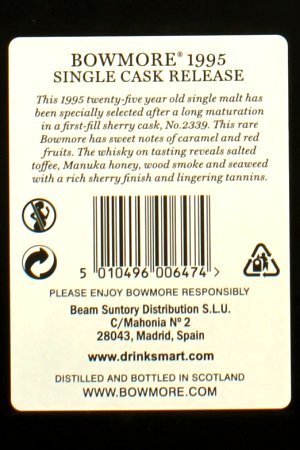 BOWMORE® 1995
SINGLE CASK RELEASE
This 1995 twenty-five year old single malt has
been specially selected after a long maturation
in a first-fill sherry cask, No.2339. This rare
Bowmore has sweet notes of caramel and red
fruits. The whisky on tasting reveals salted
toffee, Manuka honey, wood smoke and seaweed
with a rich sherry finish and lingering tannins.
5 010496 006474 >
PLEASE ENJOY BOWMORE RESPONSIBLY
Beam Suntory Distribution S.L.U.
C/Mahonia Nº 2
28043, Madrid, Spain
www.drinksmart.com
DISTILLED AND BOTTLED IN SCOTLAND
WWW.BOWMORE.COM